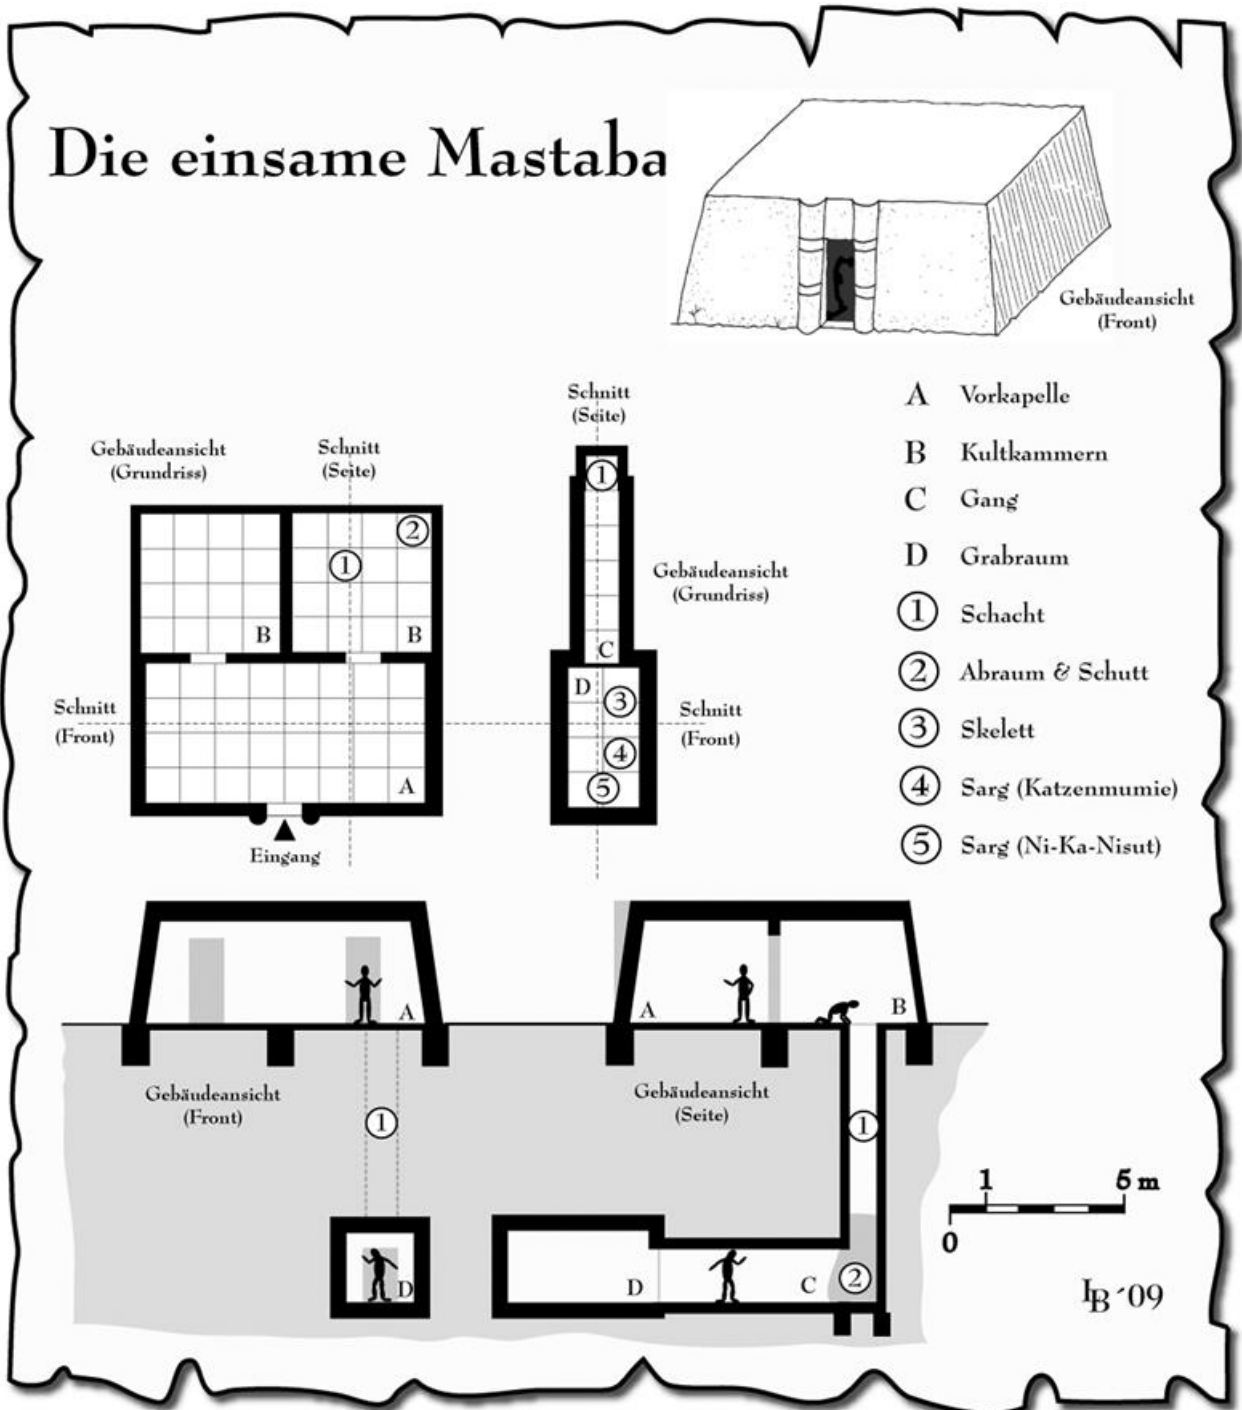 Die einsame Mastaba
Gebäudeansicht
(Front)
Schnitt
(Seite)
Gebäudeansicht
(Grundriss)
Schnitt
(Seite)
2
1
B
B
Schnitt
(Front)
A
Eingang
1
Gebäudeansicht
(Grundriss)
C
D
3
4
5
Schnitt
(Front)
A Vorkapelle
B Kultkammern
C Gang
D Grabraum
1 Schacht
2 Abraum & Schutt
3 Skelett
4 Sarg (Katzenmumie)
5 Sarg (Ni-Ka-Nisut)
A
Gebäudeansicht
(Front)
1
D
A
B
Gebäudeansicht
(Seite)
1
D
C
2
1 5 m
0
IB ´09